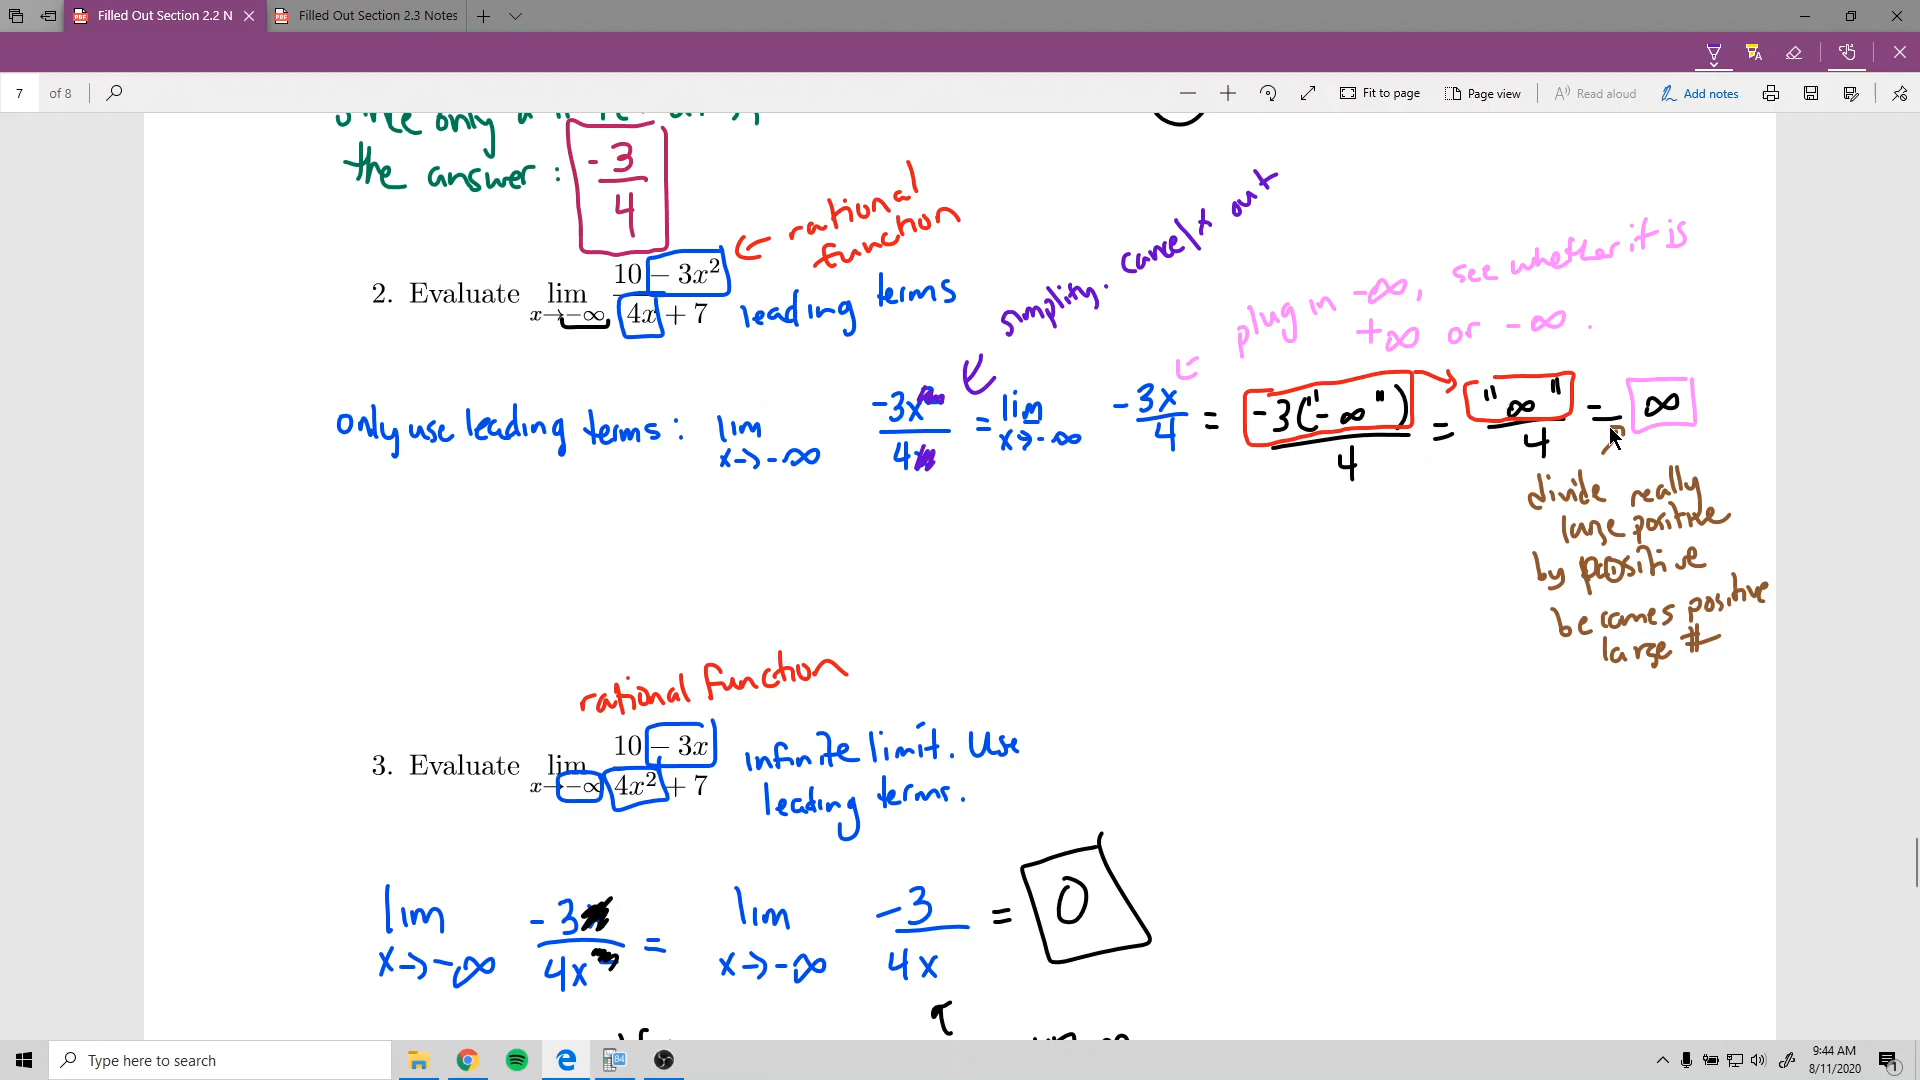 Filled Out Section 2.2 N
Filled Out Section 2.3 Notes
7 of 8
Fit to page
Page view
Read aloud
Add notes
the answer : -3/4
← rational
function
2. Evaluate lim x→−∞ (10 − 3x²)/(4x + 7)
leading terms
simplify. cancel x out
plug in -∞, see whether it is
+∞ or -∞.
only use leading terms: lim x→-∞ -3x²/4x = lim x→-∞ -3x/4 = -3("-∞")/4 = "∞"/4 = ∞
divide really
large positive
by positive
becomes positive
large #
rational function
3. Evaluate lim x→−∞ (10 − 3x)/(4x² + 7)
infinite limit. Use
leading terms.
lim x→-∞ -3x/4x² = lim x→-∞ -3/4x = 0
Type here to search
84
9:44 AM
8/11/2020
1